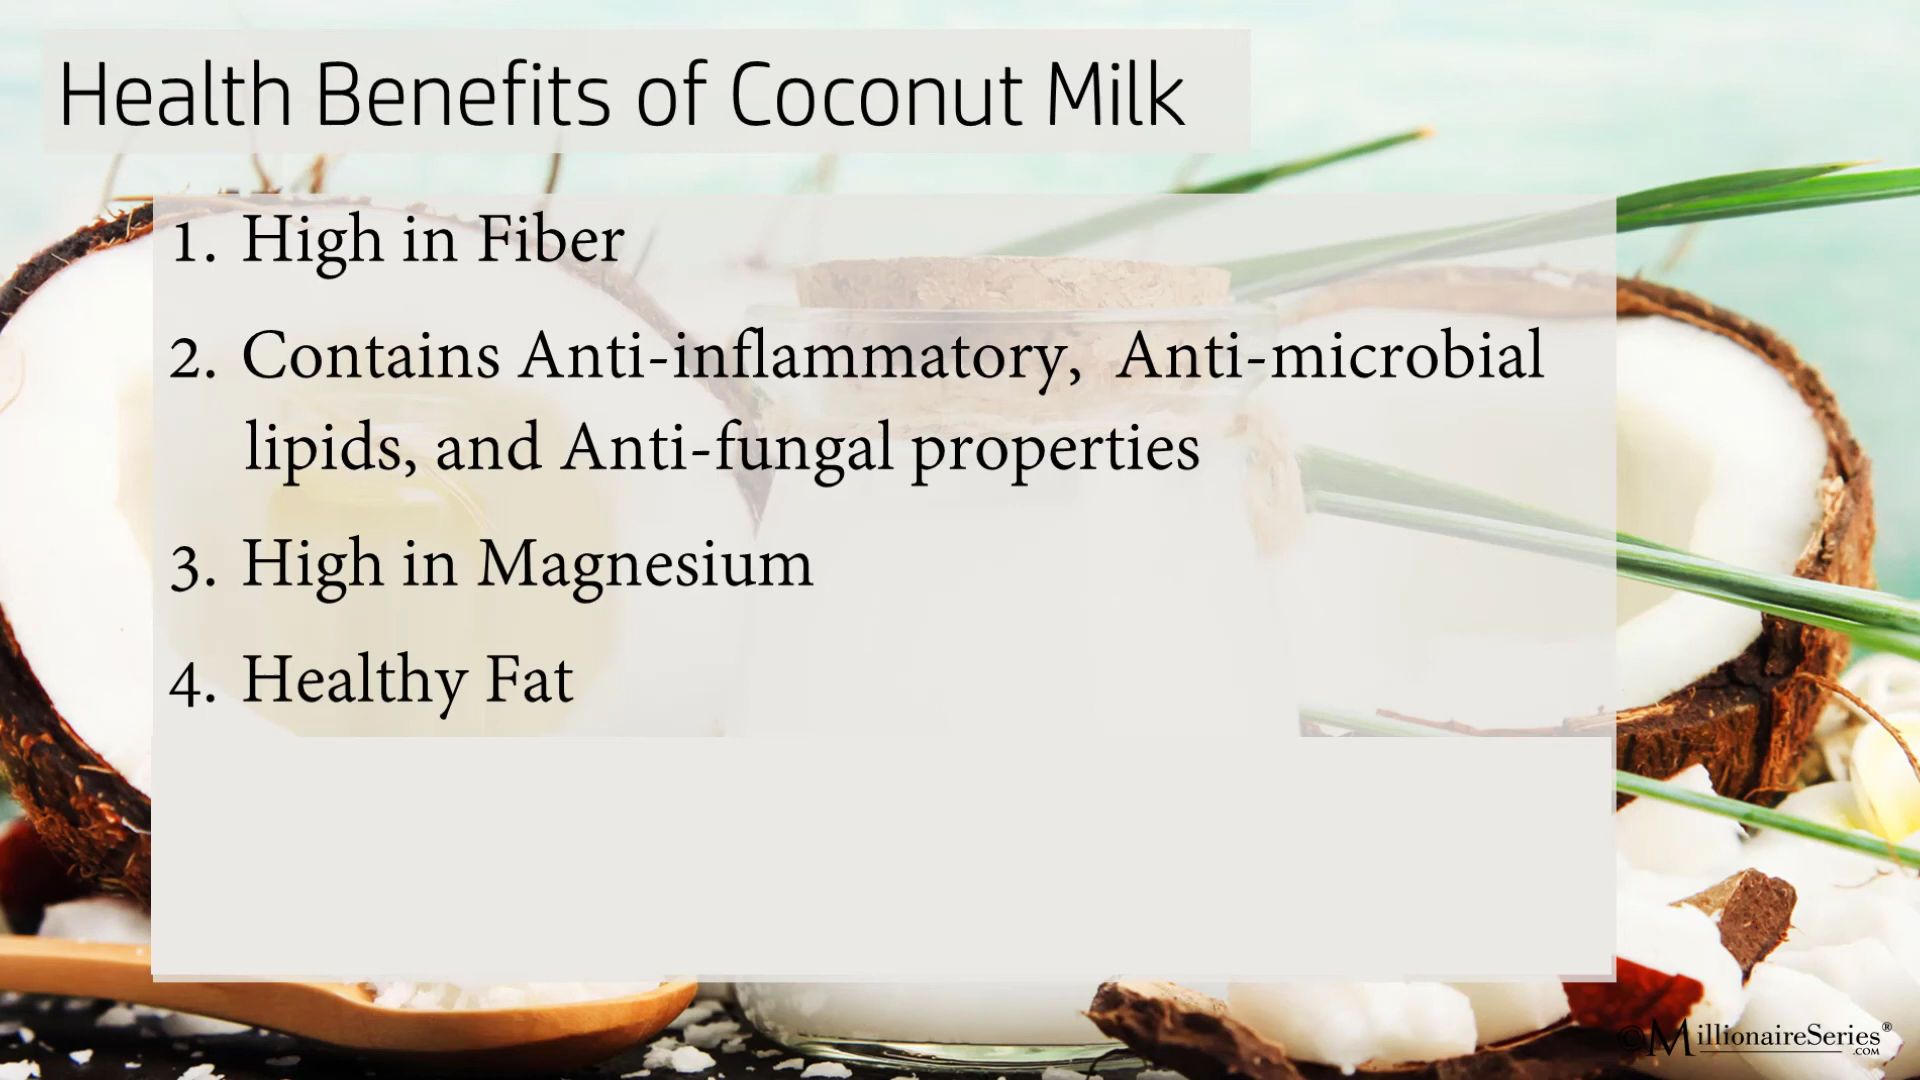 Health Benefits of Coconut Milk
1. High in Fiber
2. Contains Anti-inflammatory, Anti-microbial
lipids, and Anti-fungal properties
3. High in Magnesium
4. Healthy Fat
©MillionaireSeries®
.COM